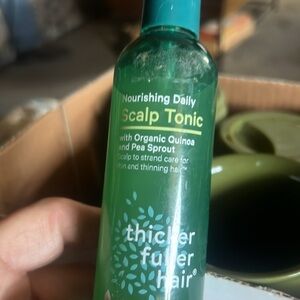 Nourishing Daily
Scalp Tonic
with Organic Quinoa
and Pea Sprout
Scalp to strand care for
thin and thinning hair™
thicker
fuller
hair®